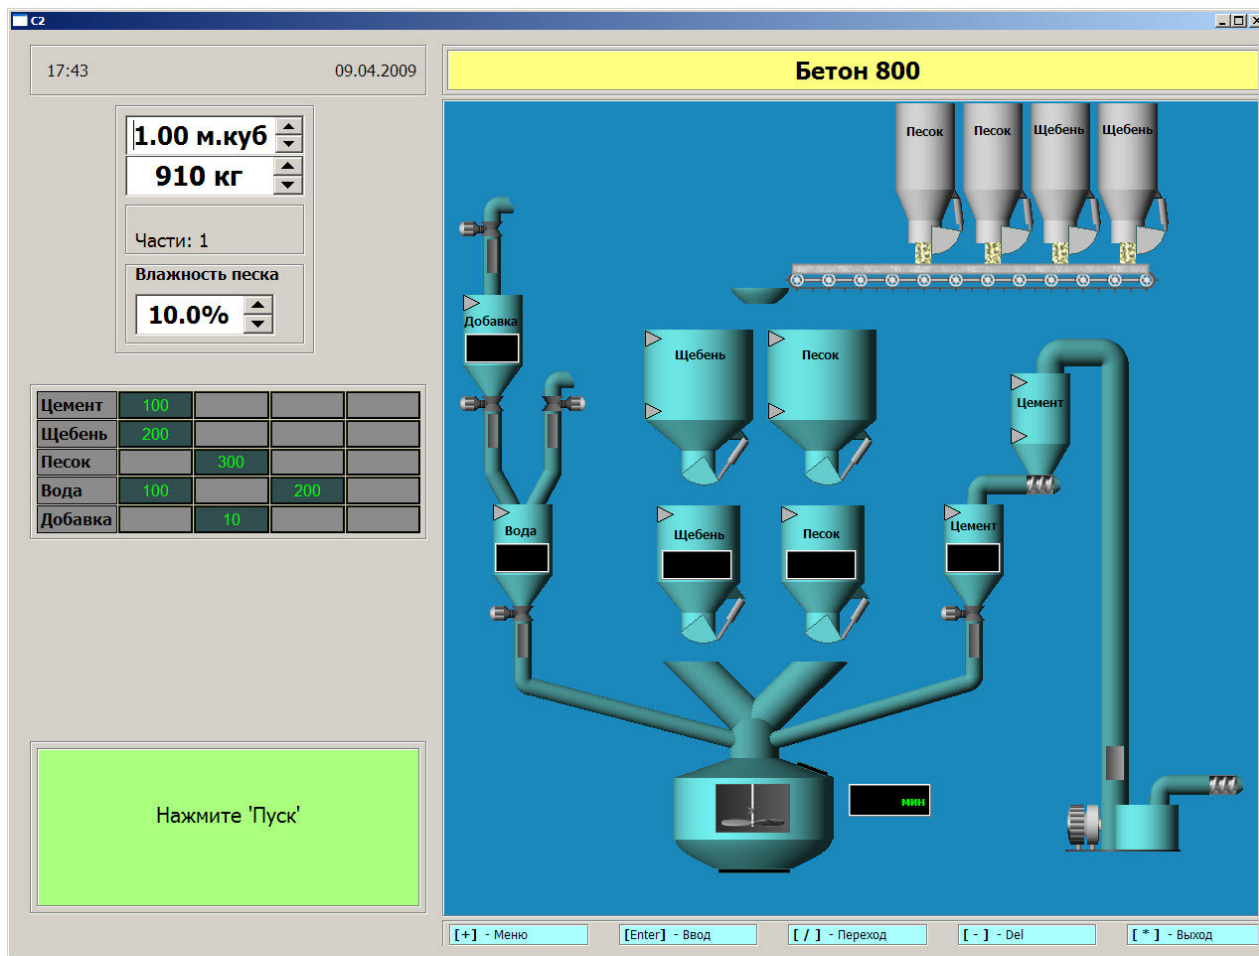 C2
17:43 09.04.2009
Бетон 800
1.00 м.куб
910 кг
Части: 1
Влажность песка
10.0%
Цемент 100
Щебень 200
Песок 300
Вода 100 200
Добавка 10
Нажмите 'Пуск'
Песок Песок Щебень Щебень
Добавка
Щебень Песок
Цемент
Вода
Щебень Песок
Цемент
мин
[+] - Меню [Enter] - Ввод [ / ] - Переход [ - ] - Del [ * ] - Выход